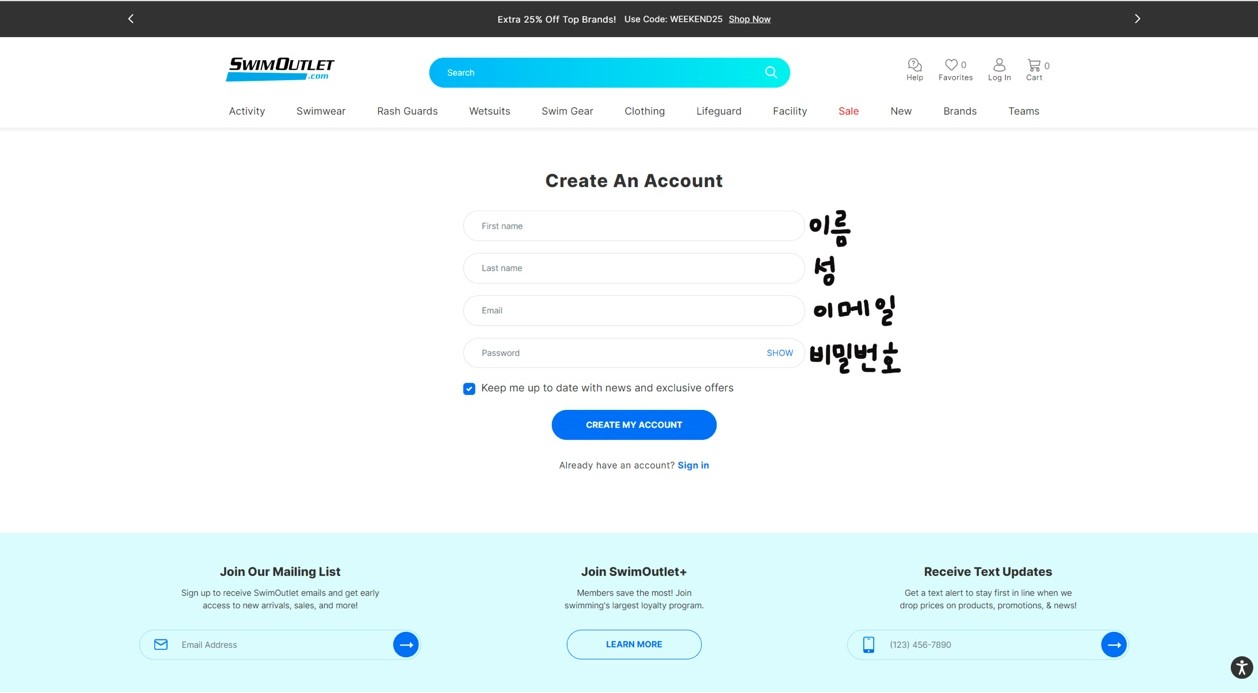 Extra 25% Off Top Brands! Use Code: WEEKEND25 Shop Now
SWIMOUTLET
.com
Search
Help
0
Favorites
Log In
0
Cart
Activity Swimwear Rash Guards Wetsuits Swim Gear Clothing Lifeguard Facility Sale New Brands Teams
Create An Account
First name 이름
Last name 성
Email 이메일
Password SHOW 비밀번호
Keep me up to date with news and exclusive offers
CREATE MY ACCOUNT
Already have an account? Sign in
Join Our Mailing List
Sign up to receive SwimOutlet emails and get early
access to new arrivals, sales, and more!
Email Address
Join SwimOutlet+
Members save the most! Join
swimming's largest loyalty program.
LEARN MORE
Receive Text Updates
Get a text alert to stay first in line when we
drop prices on products, promotions, & news!
(123) 456-7890